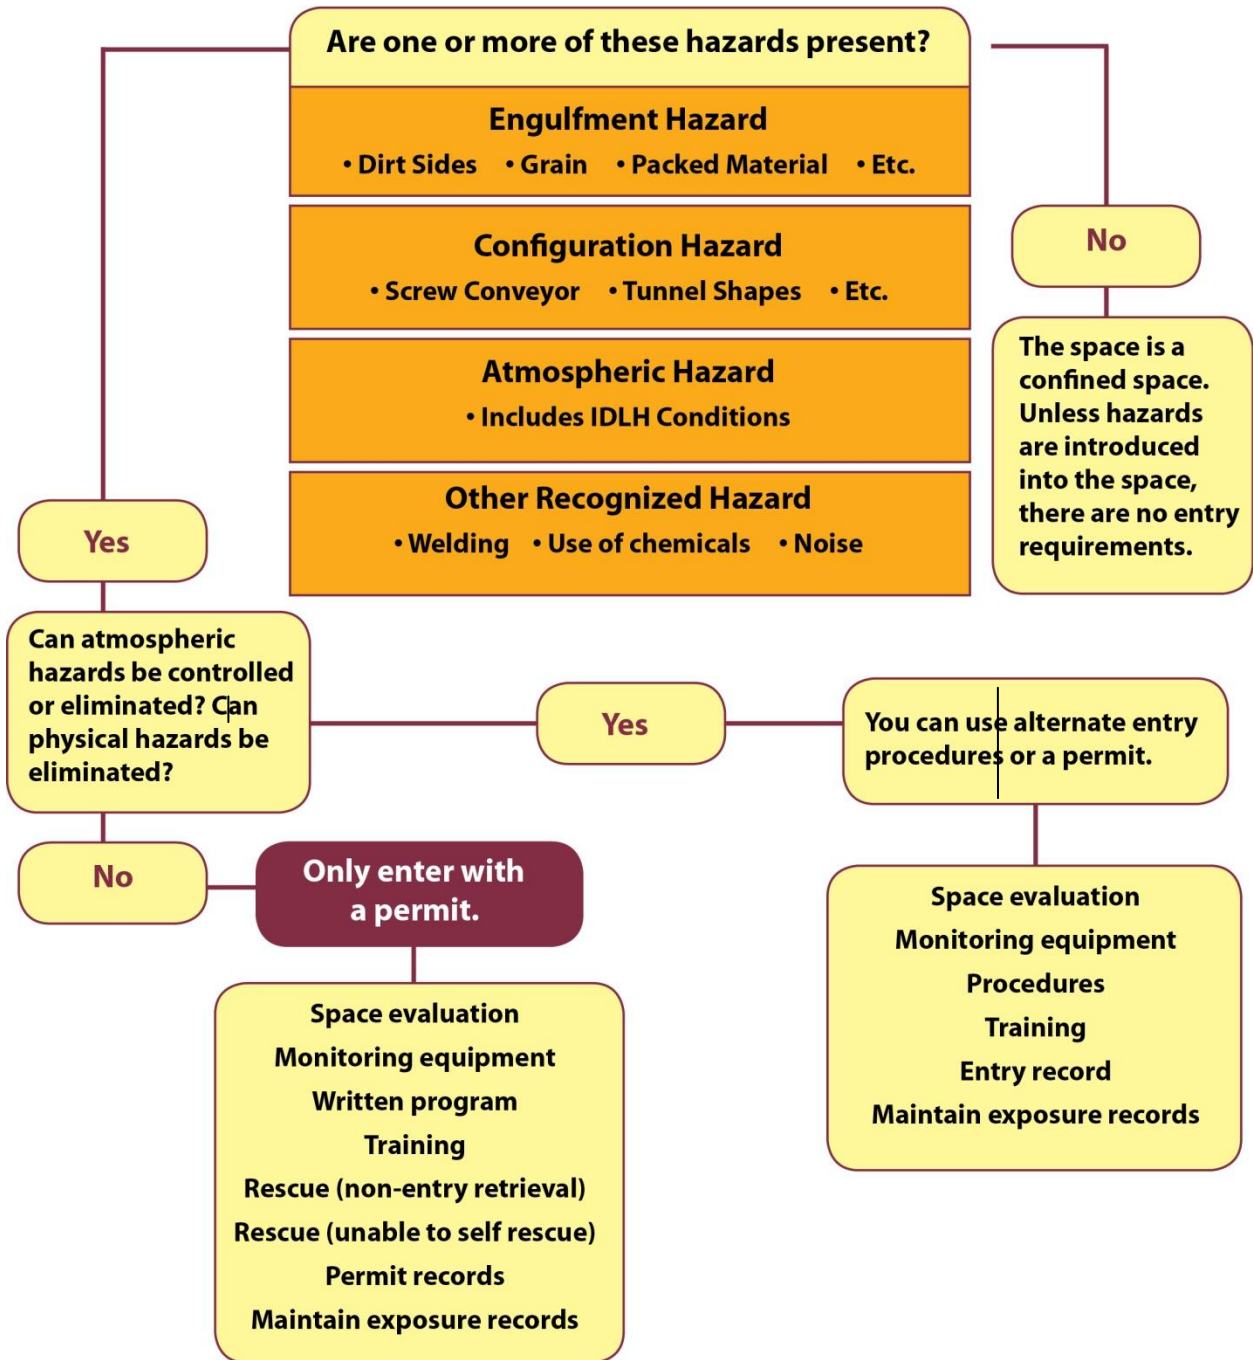 Are one or more of these hazards present?
Engulfment Hazard
• Dirt Sides • Grain • Packed Material • Etc.
Configuration Hazard
• Screw Conveyor • Tunnel Shapes • Etc.
Atmospheric Hazard
• Includes IDLH Conditions
Other Recognized Hazard
• Welding • Use of chemicals • Noise
No
The space is a
confined space.
Unless hazards
are introduced
into the space,
there are no entry
requirements.
Yes
Can atmospheric
hazards be controlled
or eliminated? Can
physical hazards be
eliminated?
Yes
You can use alternate entry
procedures or a permit.
No
Only enter with
a permit.
Space evaluation
Monitoring equipment
Written program
Training
Rescue (non-entry retrieval)
Rescue (unable to self rescue)
Permit records
Maintain exposure records
Space evaluation
Monitoring equipment
Procedures
Training
Entry record
Maintain exposure records